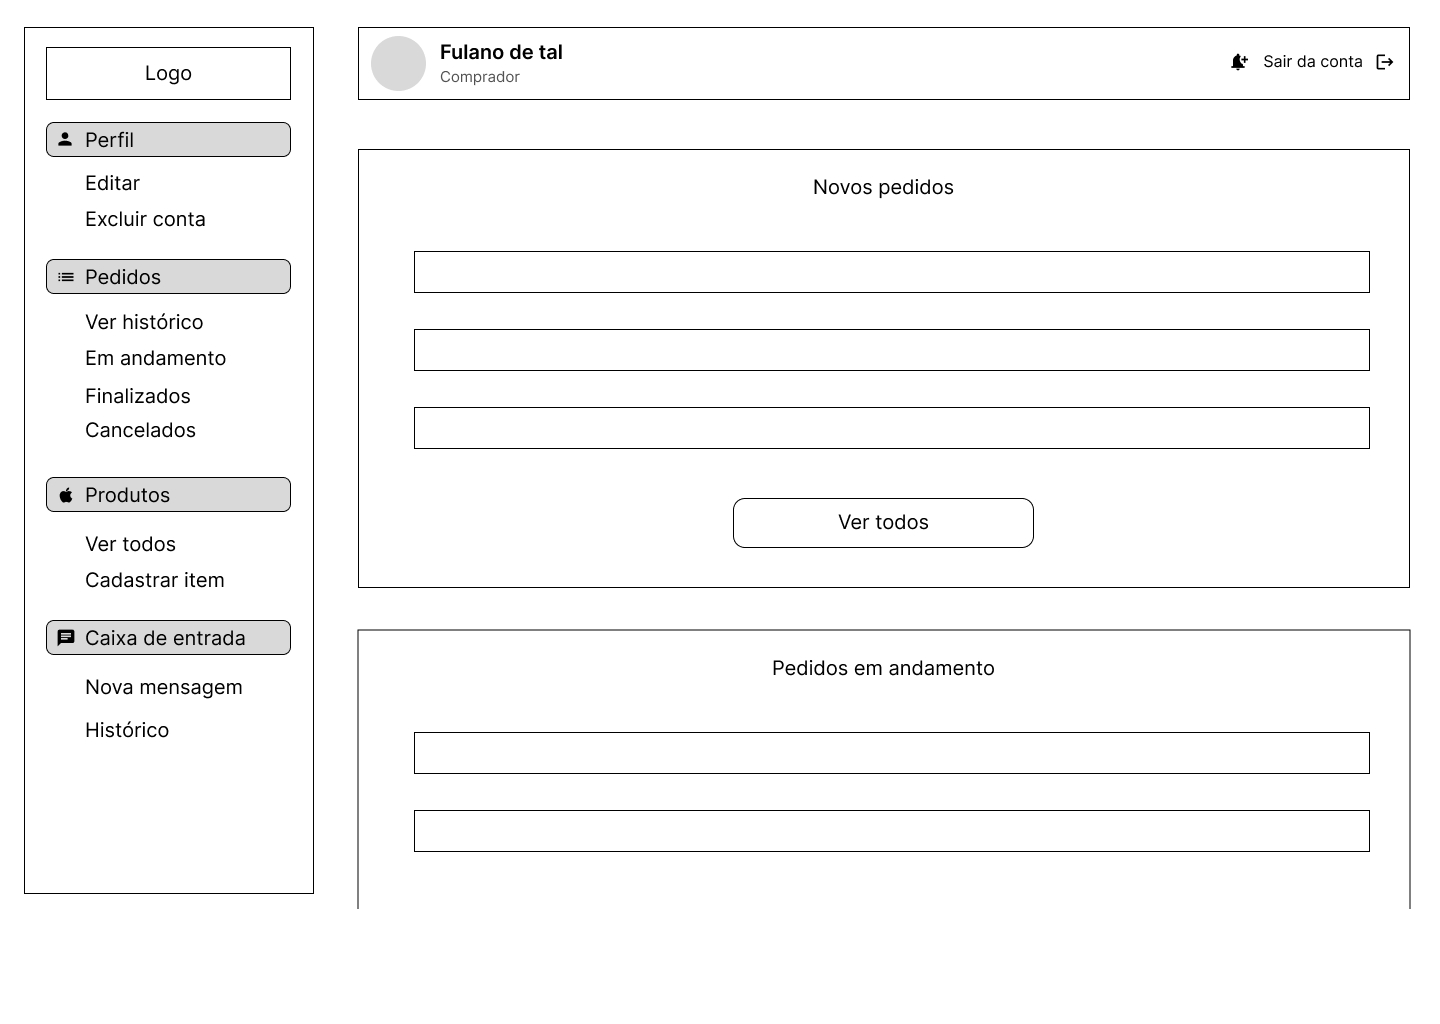 Logo
Perfil
Editar
Excluir conta
Pedidos
Ver histórico
Em andamento
Finalizados
Cancelados
Produtos
Ver todos
Cadastrar item
Caixa de entrada
Nova mensagem
Histórico
Fulano de tal
Comprador
Sair da conta
Novos pedidos
Ver todos
Pedidos em andamento